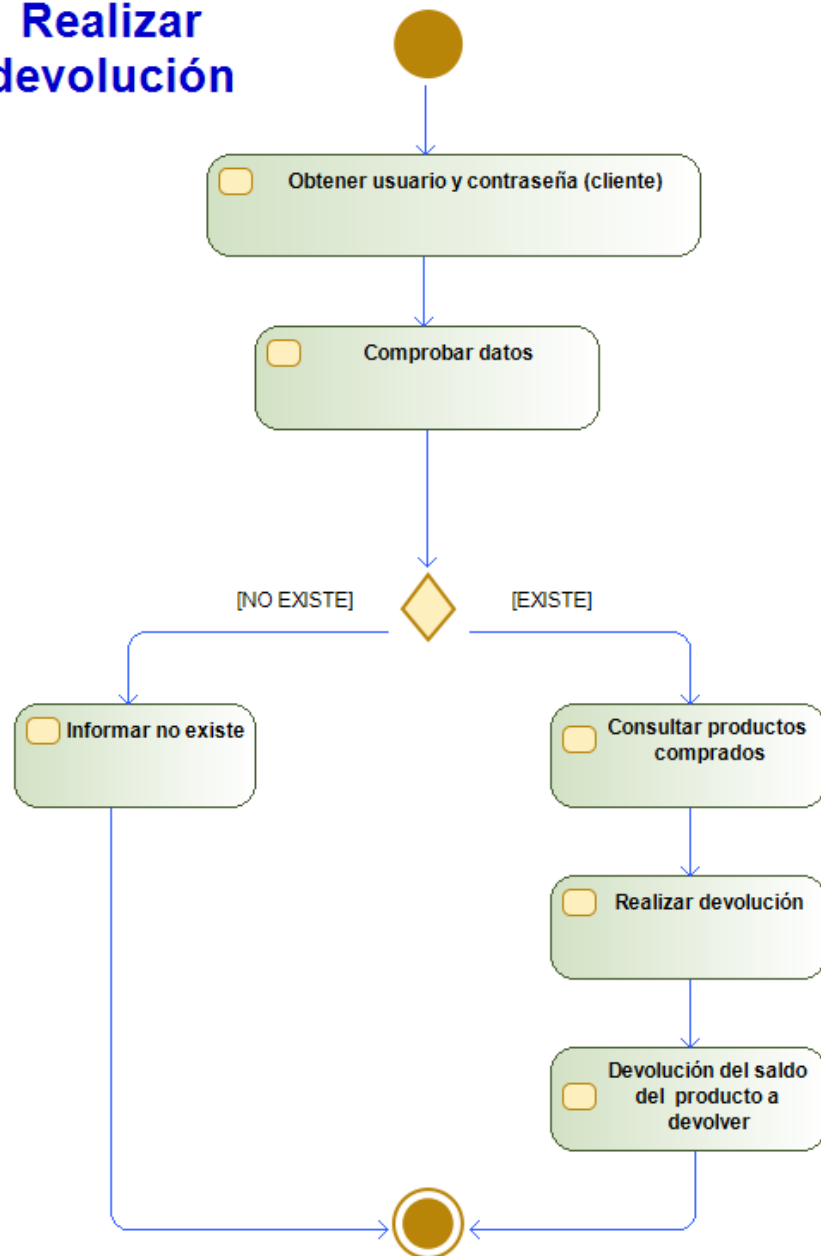 Realizar
devolución
Obtener usuario y contraseña (cliente)
Comprobar datos
[NO EXISTE]
[EXISTE]
Informar no existe
Consultar productos
comprados
Realizar devolución
Devolución del saldo
del producto a
devolver